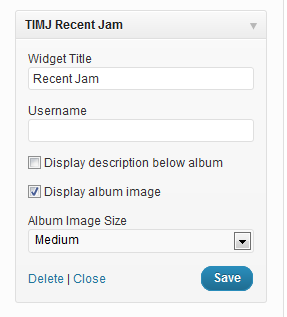 TIMJ Recent Jam
Widget Title
Recent Jam
Username
Display description below album
Display album image
Album Image Size
Medium
Delete | Close Save